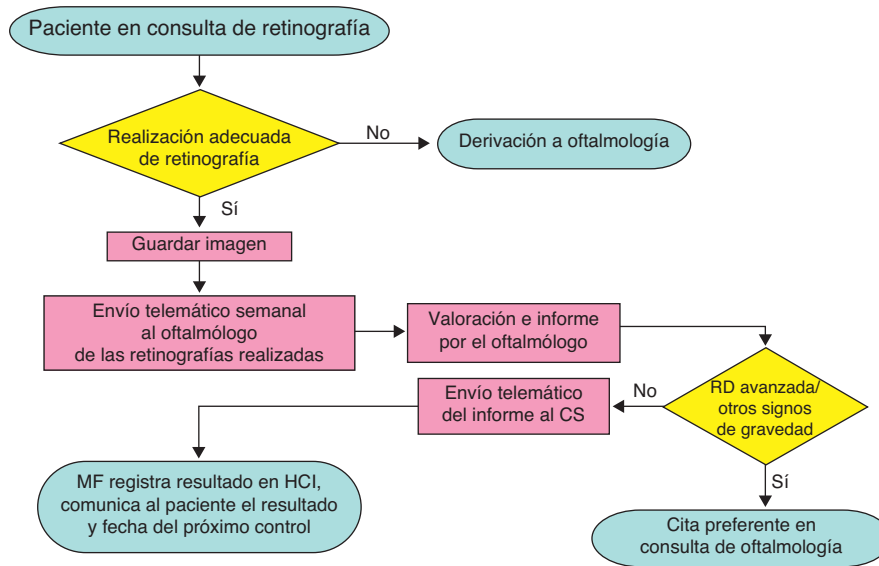 Paciente en consulta de retinografía
Realización adecuada
de retinografía
No
Derivación a oftalmología
Sí
Guardar imagen
Envío telemático semanal
al oftalmólogo
de las retinografías realizadas
Valoración e informe
por el oftalmólogo
RD avanzada/
otros signos
de gravedad
No
Envío telemático
del informe al CS
MF registra resultado en HCI,
comunica al paciente el resultado
y fecha del próximo control
Sí
Cita preferente en
consulta de oftalmología